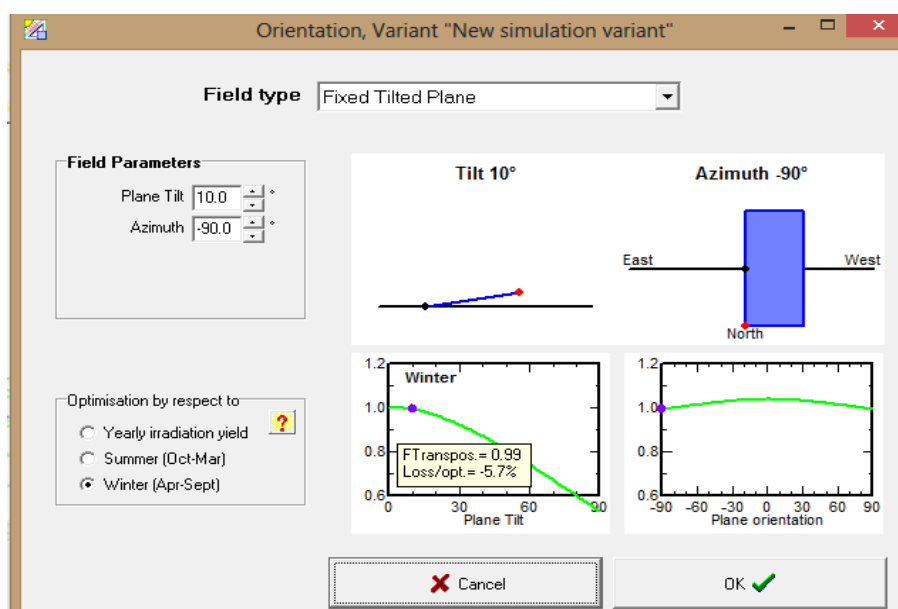 Orientation, Variant "New simulation variant"
Field type Fixed Tilted Plane
Field Parameters
Plane Tilt 10.0 °
Azimuth -90.0 °
Tilt 10°
Azimuth -90°
East West
North
Optimisation by respect to
?
Yearly irradiation yield
Summer (Oct-Mar)
Winter (Apr-Sept)
1.2
1.0
0.8
0.6
Winter
FTranspos.= 0.99
Loss/opt.= -5.7%
0 30 60 90
Plane Tilt
1.2
1.0
0.8
0.6
-90 -60 -30 0 30 60 90
Plane orientation
Cancel
OK